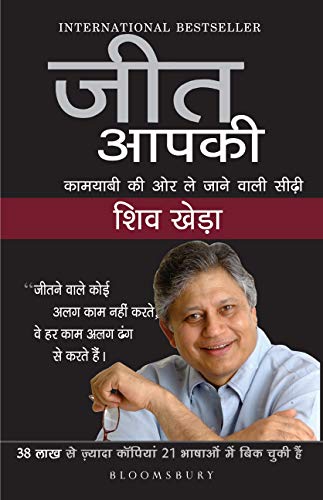 INTERNATIONAL BESTSELLER
जीत
आपकी
कामयाबी की ओर ले जाने वाली सीढ़ी
शिव खेड़ा
“जीतने वाले कोई
अलग काम नहीं करते,
वे हर काम अलग ढंग
से करते हैं।
38 लाख से ज़्यादा कॉपियां 21 भाषाओं में बिक चुकी हैं
BLOOMSBURY